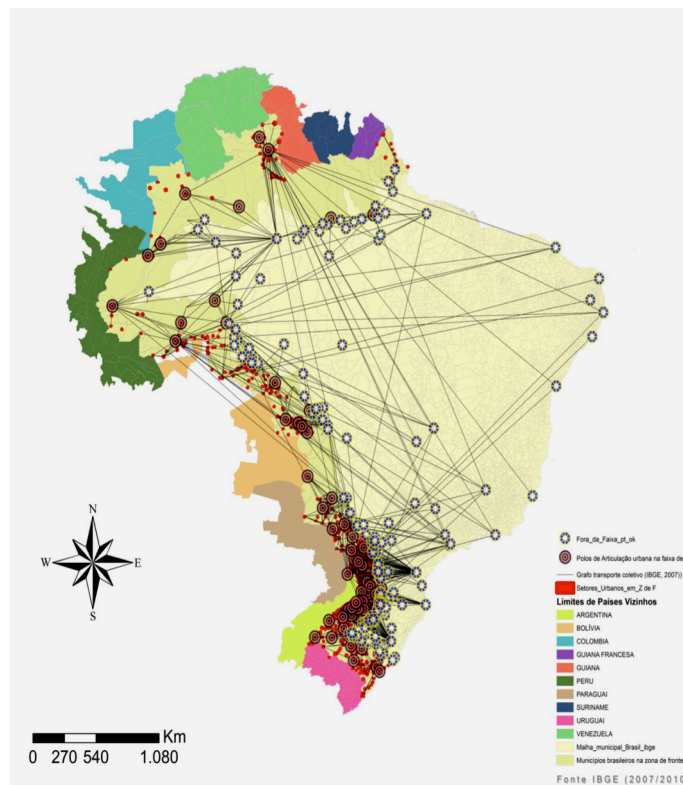 N
W E
S
Km
0 270 540 1.080
Fora_da_Faixa_pt_ok
Polos de Articulação urbana na faixa de
Grafo transporte coletivo (IBGE, 2007))
Setores_Urbanos_em_Z de F
Limites de Países Vizinhos
ARGENTINA
BOLÍVIA
COLOMBIA
GUIANA FRANCESA
GUIANA
PERU
PARAGUAI
SURINAME
URUGUAI
VENEZUELA
Malha_municipal_Brasil_ibge
Municípios brasileiros na zona de fronte
Fonte IBGE (2007/2010